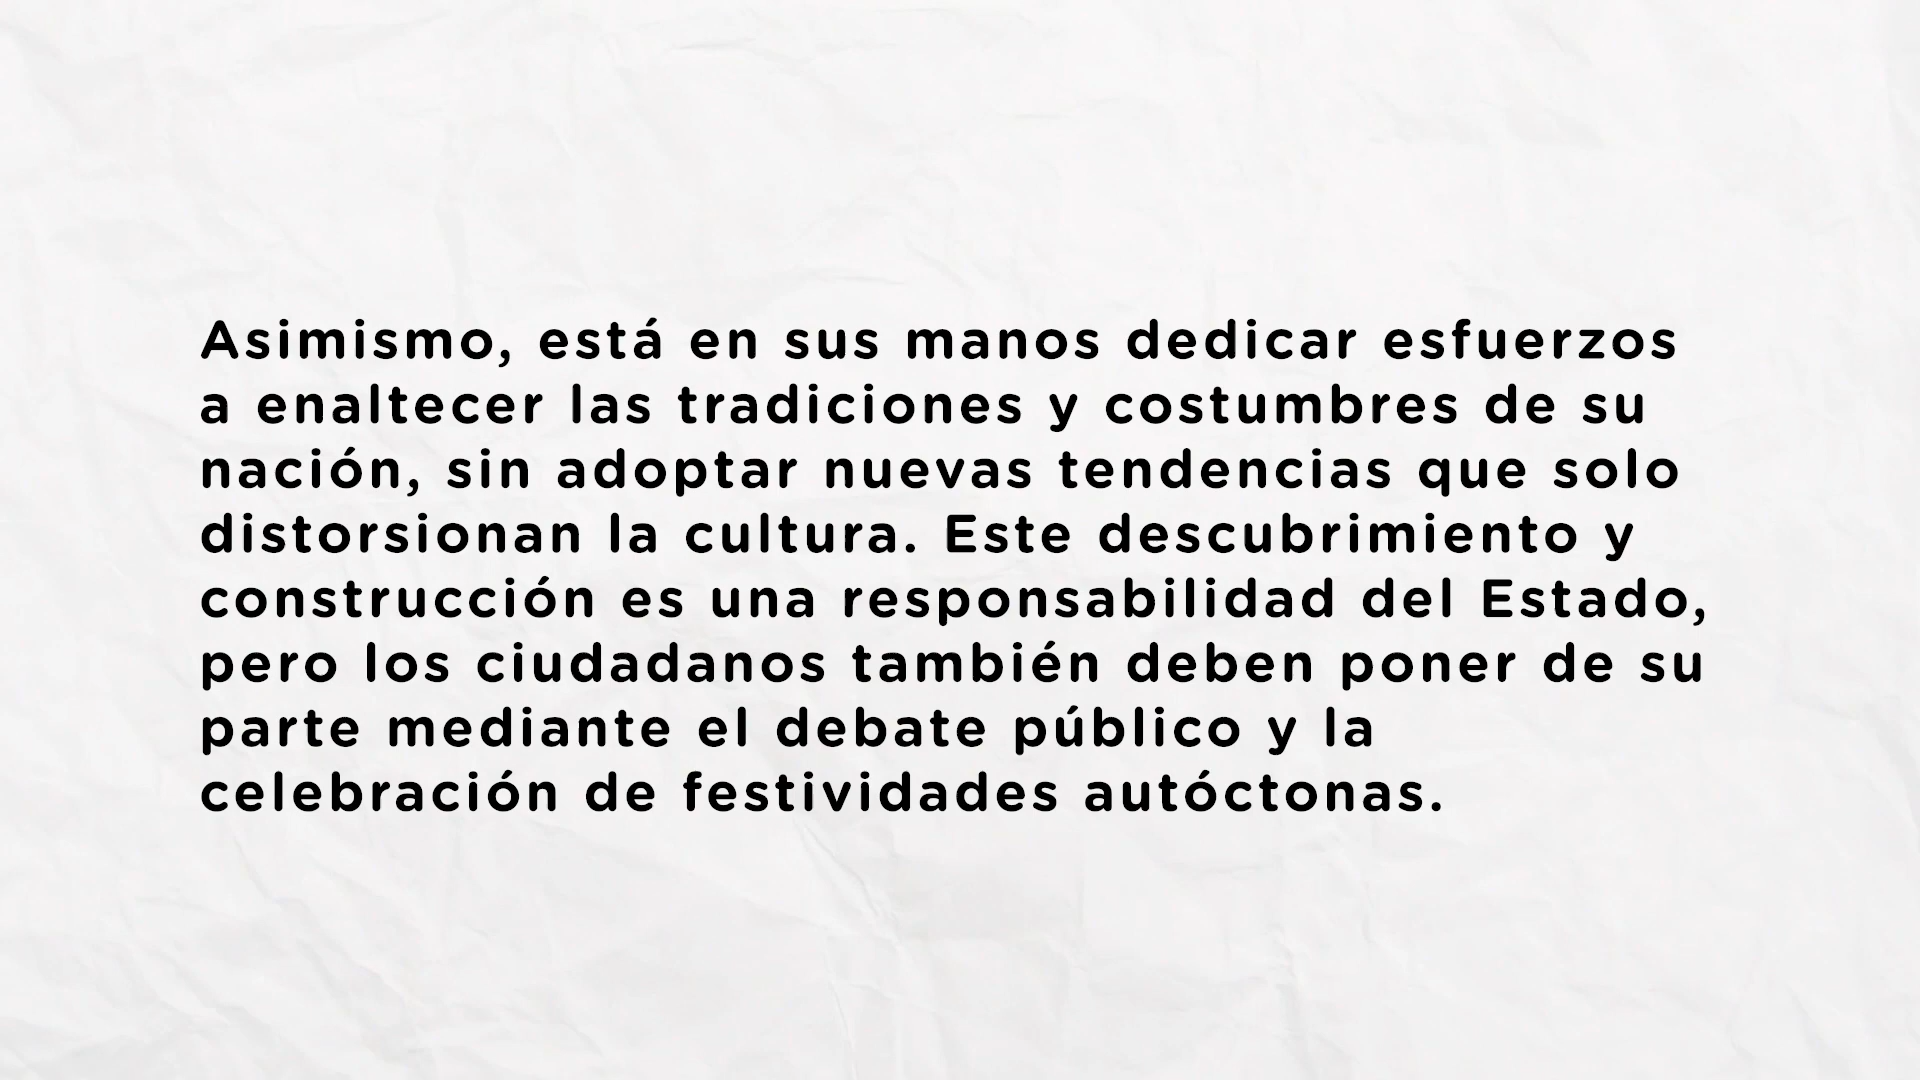 Asimismo, está en sus manos dedicar esfuerzos
a enaltecer las tradiciones y costumbres de su
nación, sin adoptar nuevas tendencias que solo
distorsionan la cultura. Este descubrimiento y
construcción es una responsabilidad del Estado,
pero los ciudadanos también deben poner de su
parte mediante el debate público y la
celebración de festividades autóctonas.